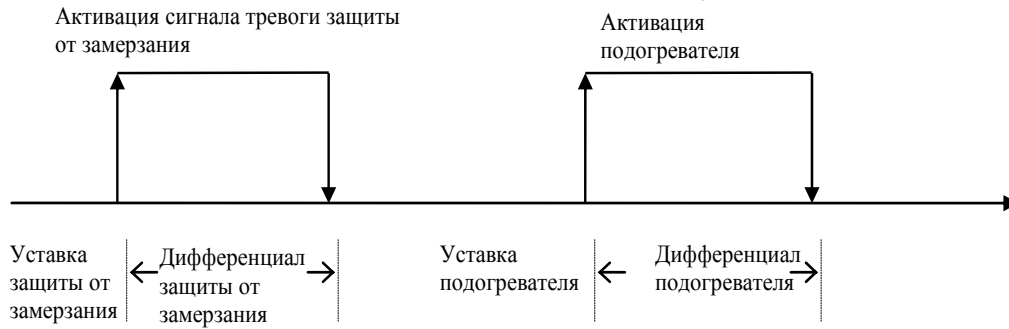 Активация сигнала тревоги защиты
от замерзания
Активация
подогревателя
Уставка
защиты от
замерзания
Дифференциал
защиты от
замерзания
Уставка
подогревателя
Дифференциал
подогревателя